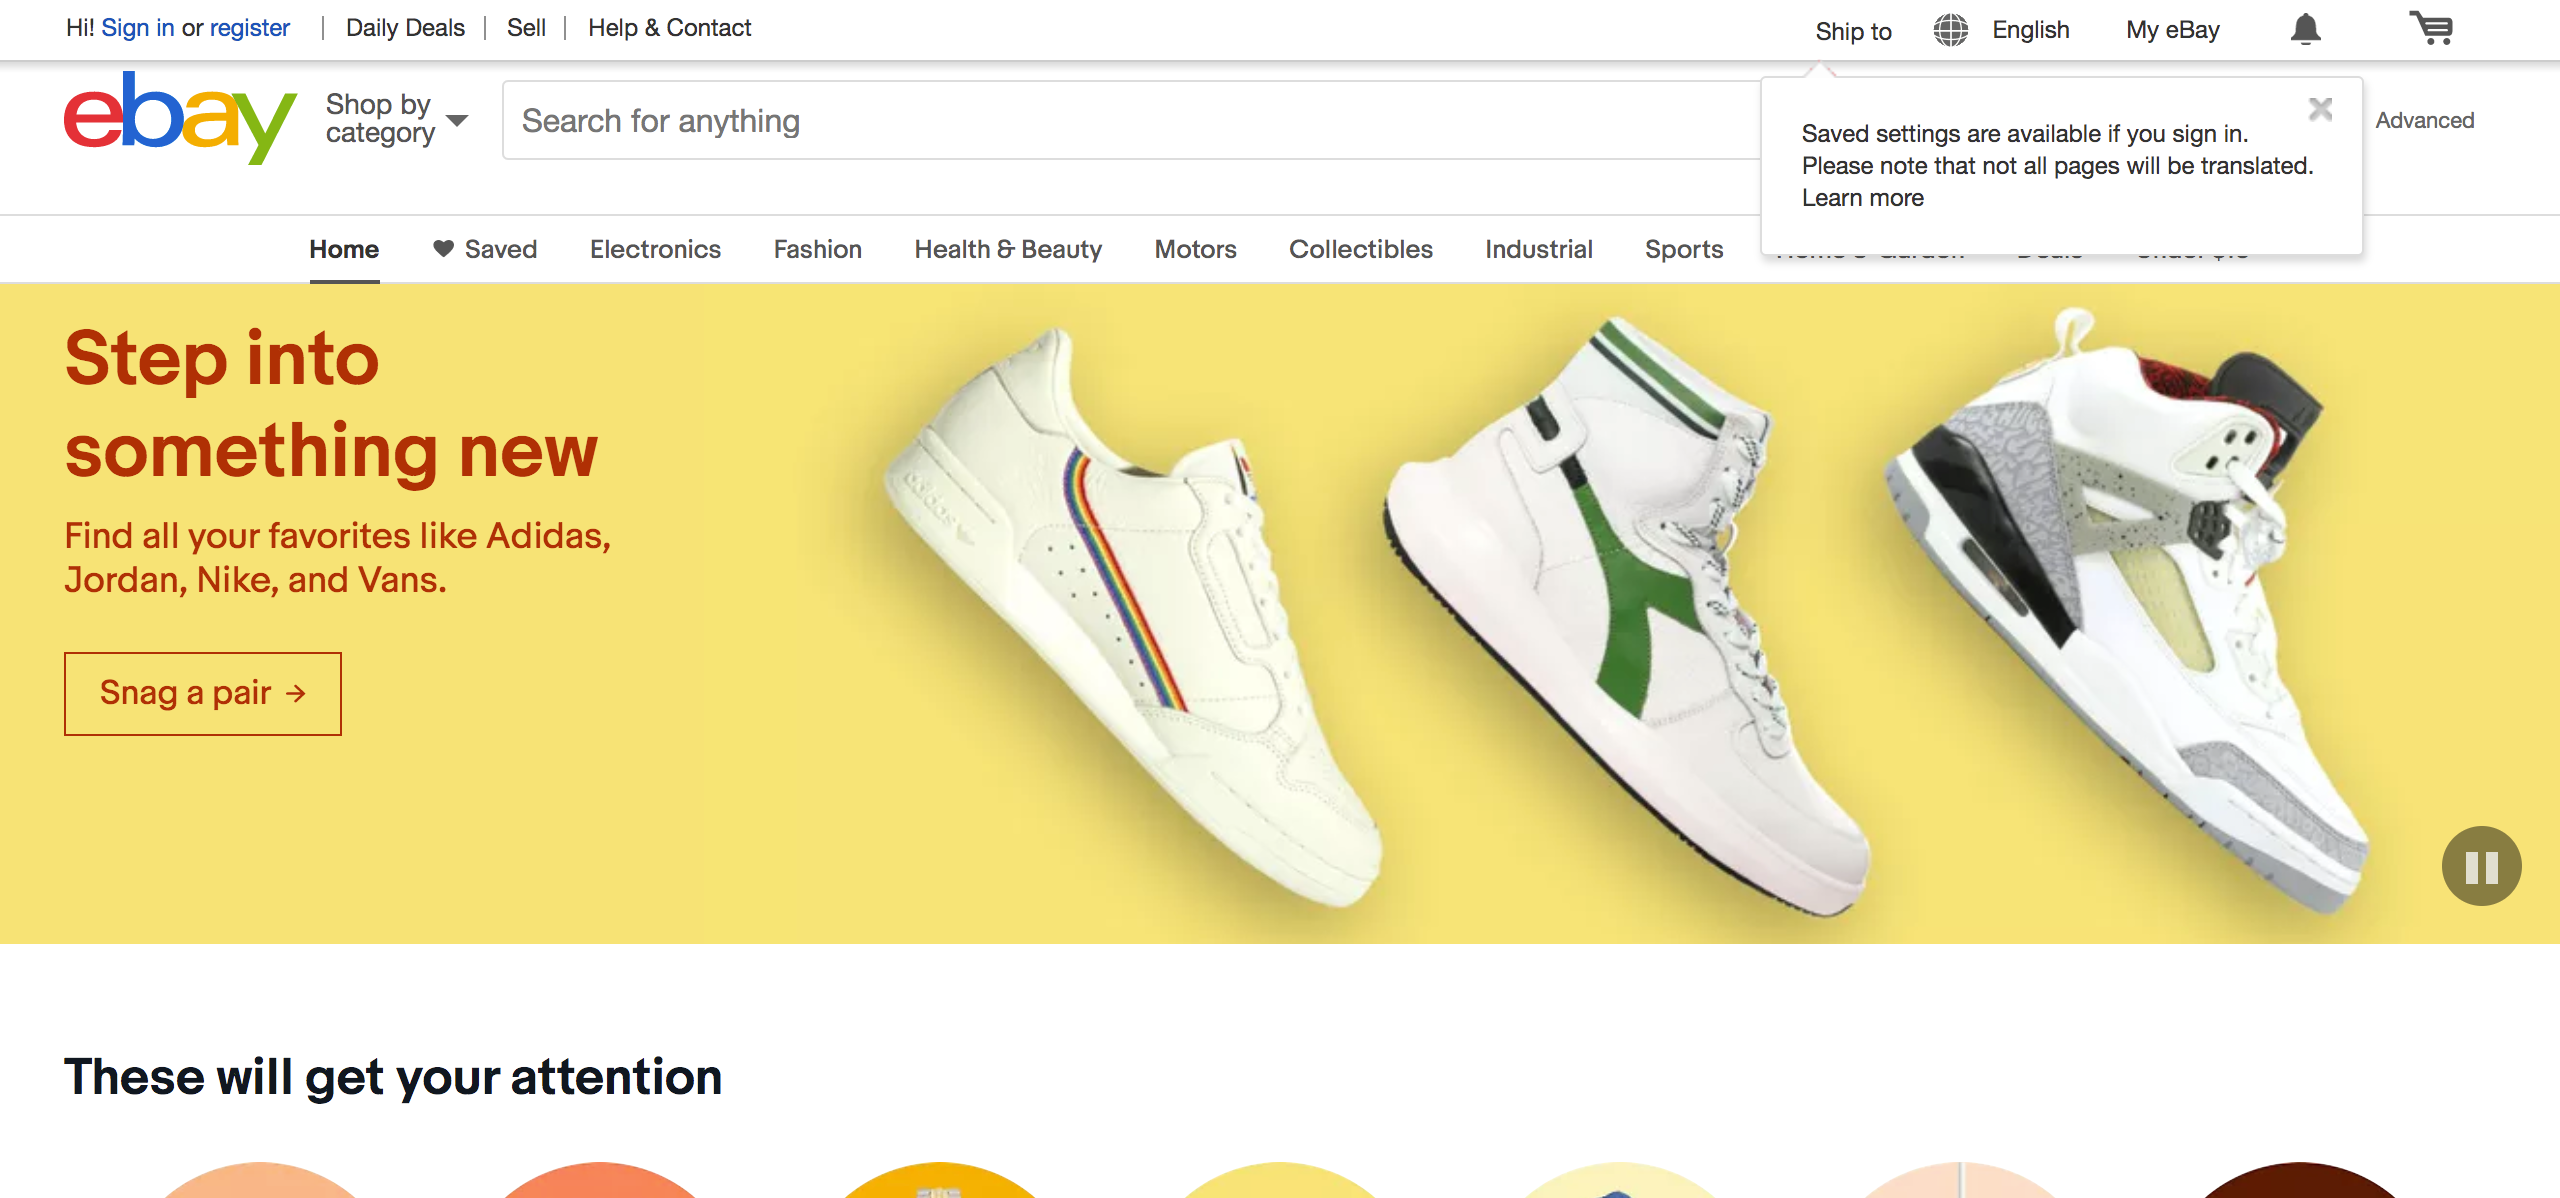 Hi! Sign in or register | Daily Deals | Sell | Help & Contact
Ship to English My eBay
ebay
Shop by
category
Search for anything
Advanced
Saved settings are available if you sign in.
Please note that not all pages will be translated.
Learn more
Home Saved Electronics Fashion Health & Beauty Motors Collectibles Industrial Sports
Step into
something new
Find all your favorites like Adidas,
Jordan, Nike, and Vans.
Snag a pair →
adidas
These will get your attention